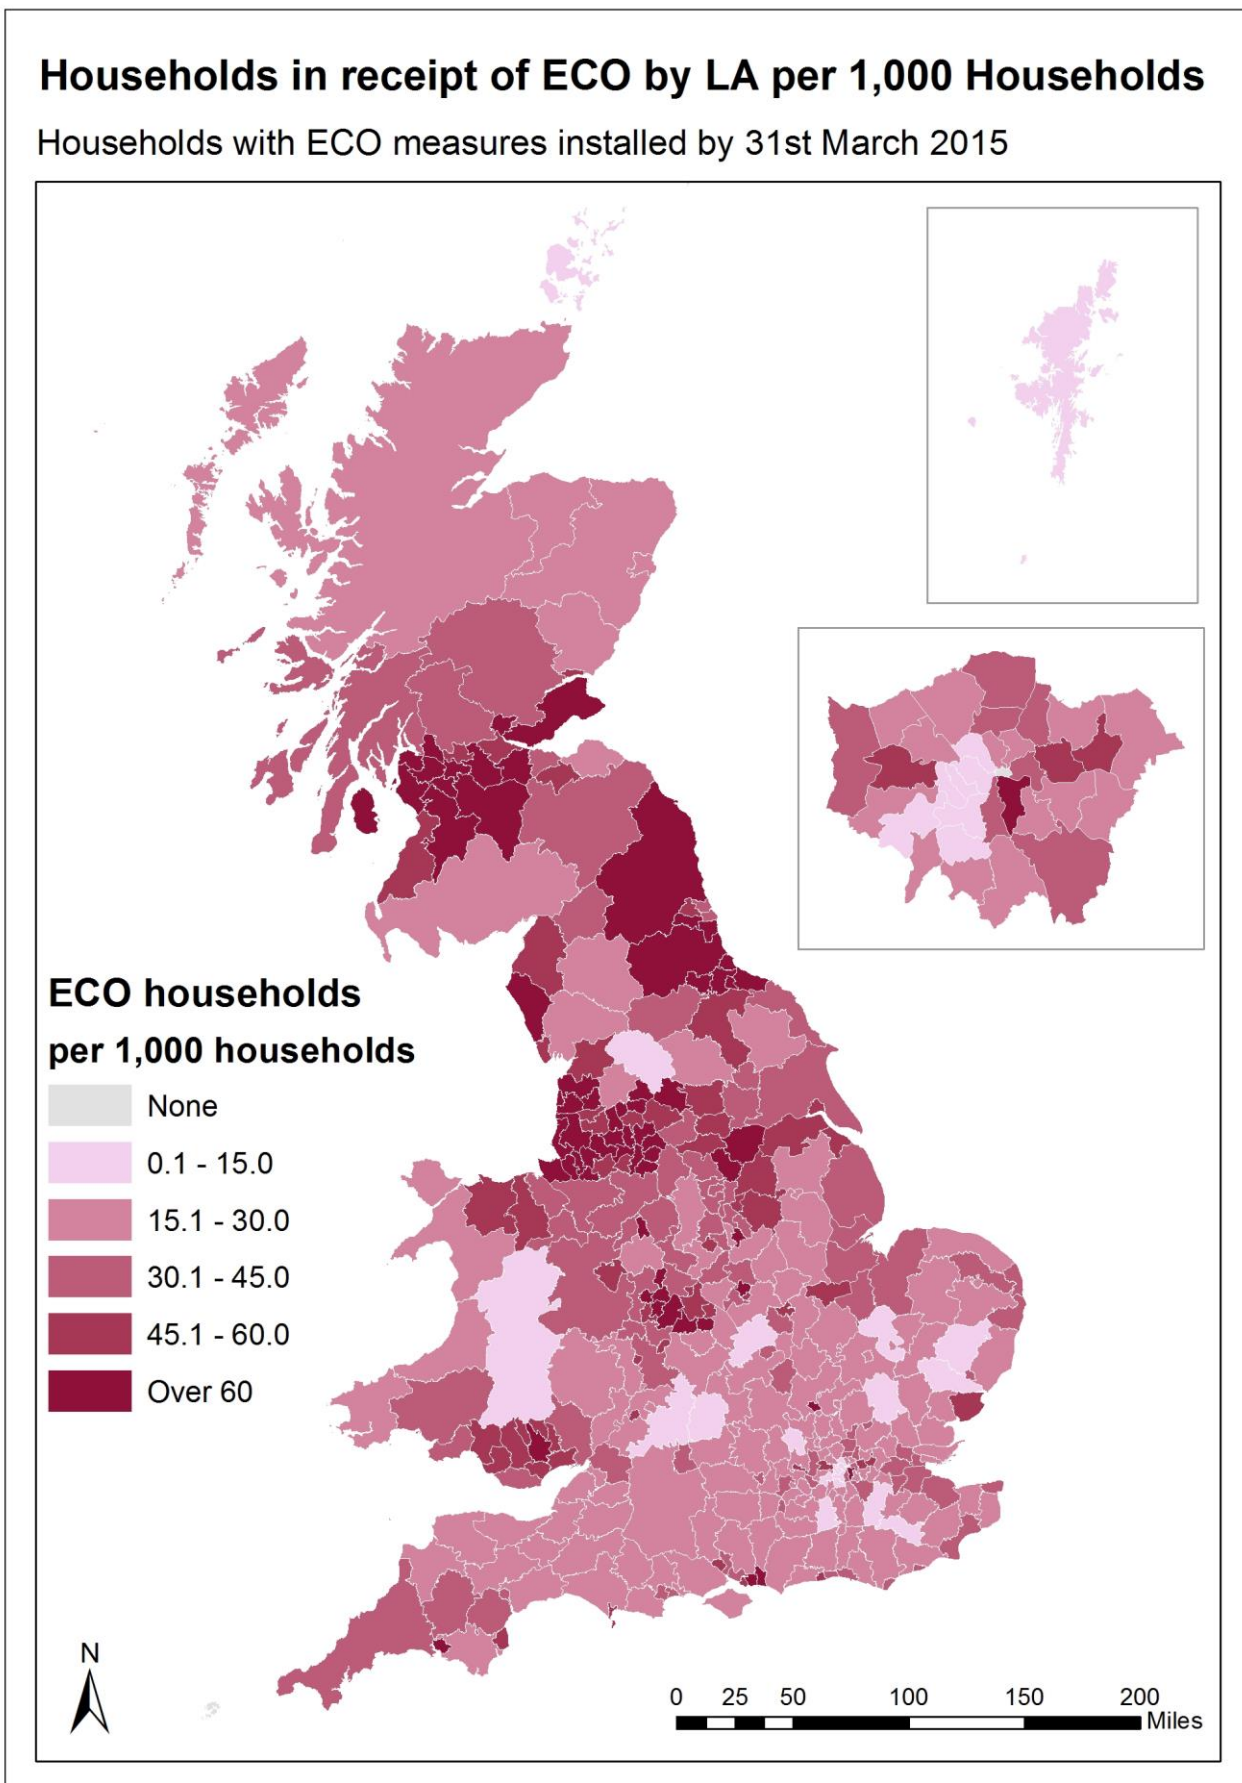 Households in receipt of ECO by LA per 1,000 Households
Households with ECO measures installed by 31st March 2015
ECO households
per 1,000 households
None
0.1 - 15.0
15.1 - 30.0
30.1 - 45.0
45.1 - 60.0
Over 60
N
0 25 50 100 150 200
Miles